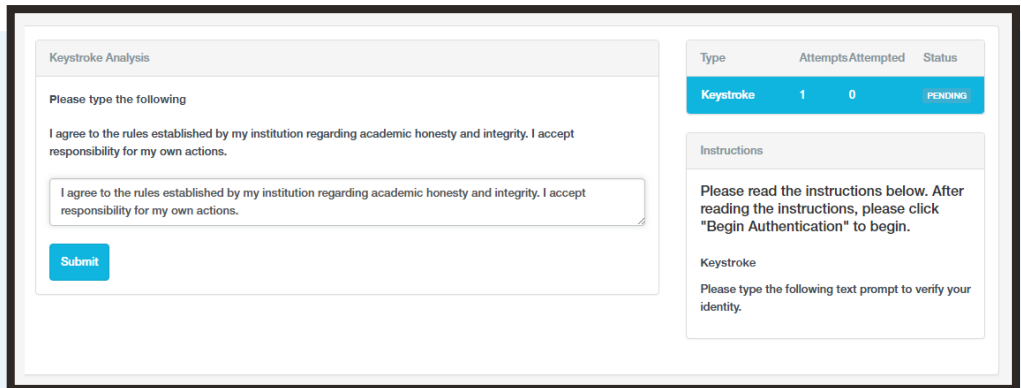 Keystroke Analysis
Please type the following
I agree to the rules established by my institution regarding academic honesty and integrity. I accept
responsibility for my own actions.
I agree to the rules established by my institution regarding academic honesty and integrity. I accept
responsibility for my own actions.
Submit
Type Attempts Attempted Status
Keystroke 1 0 PENDING
Instructions
Please read the instructions below. After
reading the instructions, please click
"Begin Authentication" to begin.
Keystroke
Please type the following text prompt to verify your
identity.